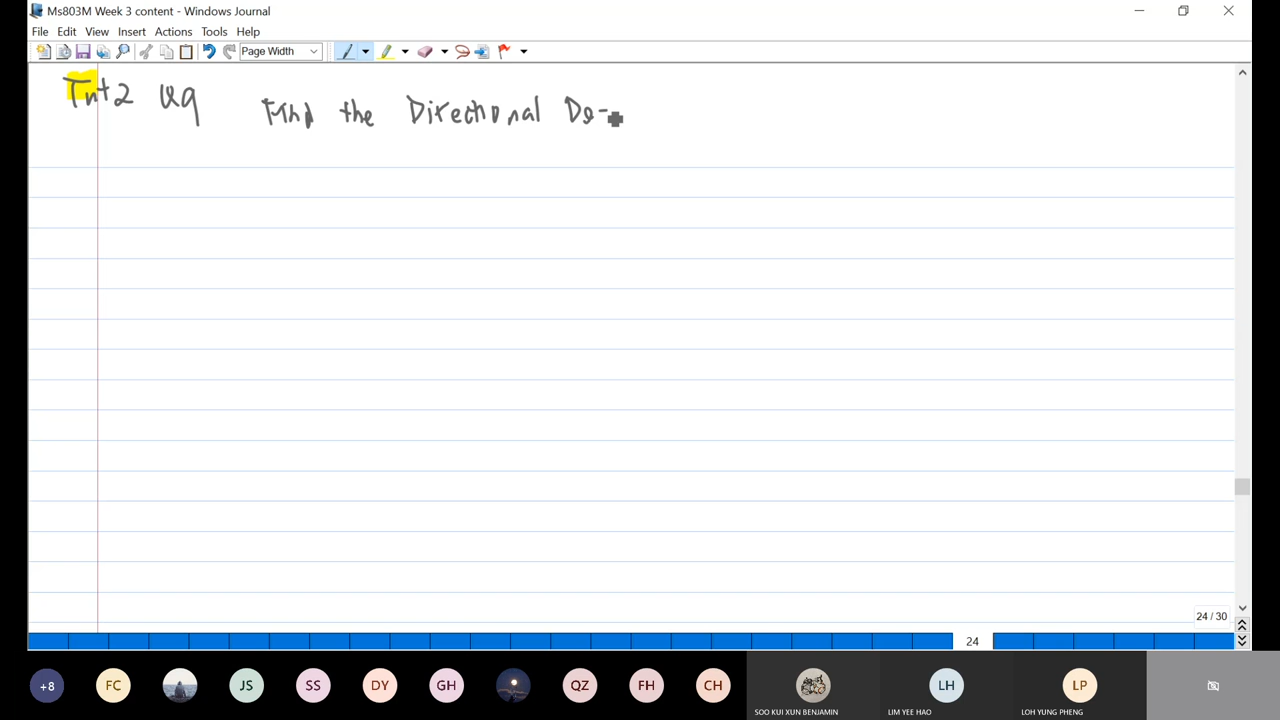 Ms803M Week 3 content - Windows Journal
File Edit View Insert Actions Tools Help
Page Width
Tut 2 Q9 Find the Directional De
24 / 30
24
+8 FC JS SS DY GH QZ FH CH LH LP
SOO KUI XUN BENJAMIN LIM YEE HAO LOH YUNG PHENG